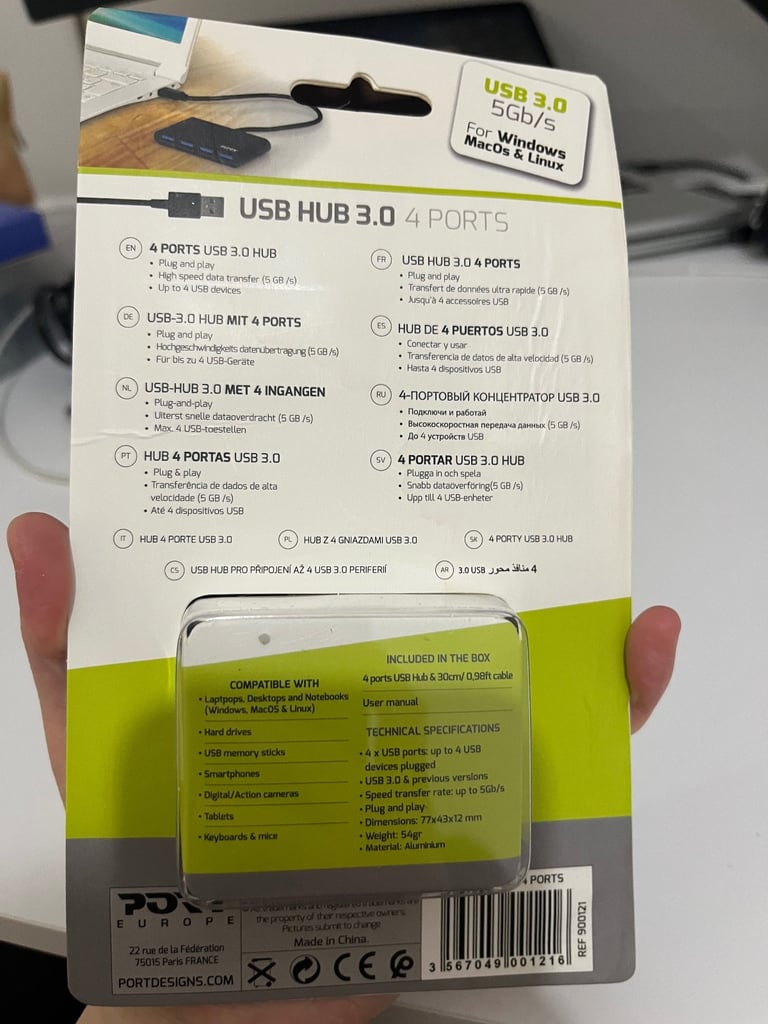 USB 3.0
5Gb/s
For Windows
MacOs & Linux
USB HUB 3.0 4 PORTS
EN 4 PORTS USB 3.0 HUB
• Plug and play
• High speed data transfer (5 GB /s)
• Up to 4 USB devices
FR USB HUB 3.0 4 PORTS
• Plug and play
• Transfert de données ultra rapide (5 GB /s)
• Jusqu'à 4 accessoires USB
DE USB-3.0 HUB MIT 4 PORTS
• Plug and play
• Hochgeschwindigkeits datenübertragung (5 GB /s)
• Für bis zu 4 USB-Geräte
ES HUB DE 4 PUERTOS USB 3.0
• Conectar y usar
• Transferencia de datos de alta velocidad (5 GB /s)
• Hasta 4 dispositivos USB
NL USB-HUB 3.0 MET 4 INGANGEN
• Plug-and-play
• Uiterst snelle dataoverdracht (5 GB /s)
• Max. 4 USB-toestellen
RU 4-ПОРТОВЫЙ КОНЦЕНТРАТОР USB 3.0
• Подключи и работай
• Высокоскоростная передача данных (5 GB /s)
• До 4 устройств USB
PT HUB 4 PORTAS USB 3.0
• Plug & play
• Transferência de dados de alta
velocidade (5 GB /s)
• Até 4 dispositivos USB
SV 4 PORTAR USB 3.0 HUB
• Plugga in och spela
• Snabb dataöverföring(5 GB /s)
• Upp till 4 USB-enheter
IT HUB 4 PORTE USB 3.0
PL HUB Z 4 GNIAZDAMI USB 3.0
SK 4 PORTY USB 3.0 HUB
CS USB HUB PRO PŘIPOJENÍ AŽ 4 USB 3.0 PERIFERIÍ
AR 4 منافذ محور USB 3.0
COMPATIBLE WITH
• Laptpops, Desktops and Notebooks
(Windows, MacOS & Linux)
• Hard drives
• USB memory sticks
• Smartphones
• Digital/Action cameras
• Tablets
• Keyboards & mice
INCLUDED IN THE BOX
4 ports USB Hub & 30cm/ 0,98ft cable
User manual
TECHNICAL SPECIFICATIONS
• 4 x USB ports: up to 4 USB
devices plugged
• USB 3.0 & previous versions
• Speed transfer rate: up to 5Gb/s
• Plug and play
• Dimensions: 77x43x12 mm
• Weight: 54gr
• Material: Aluminium
PORT
EUROPE
22 rue de la Fédération
75015 Paris FRANCE
PORTDESIGNS.COM
the property of their respective owners.
Pictures submit to change
Made in China.
CE
4 PORTS
3 567049 001216
REF 900121